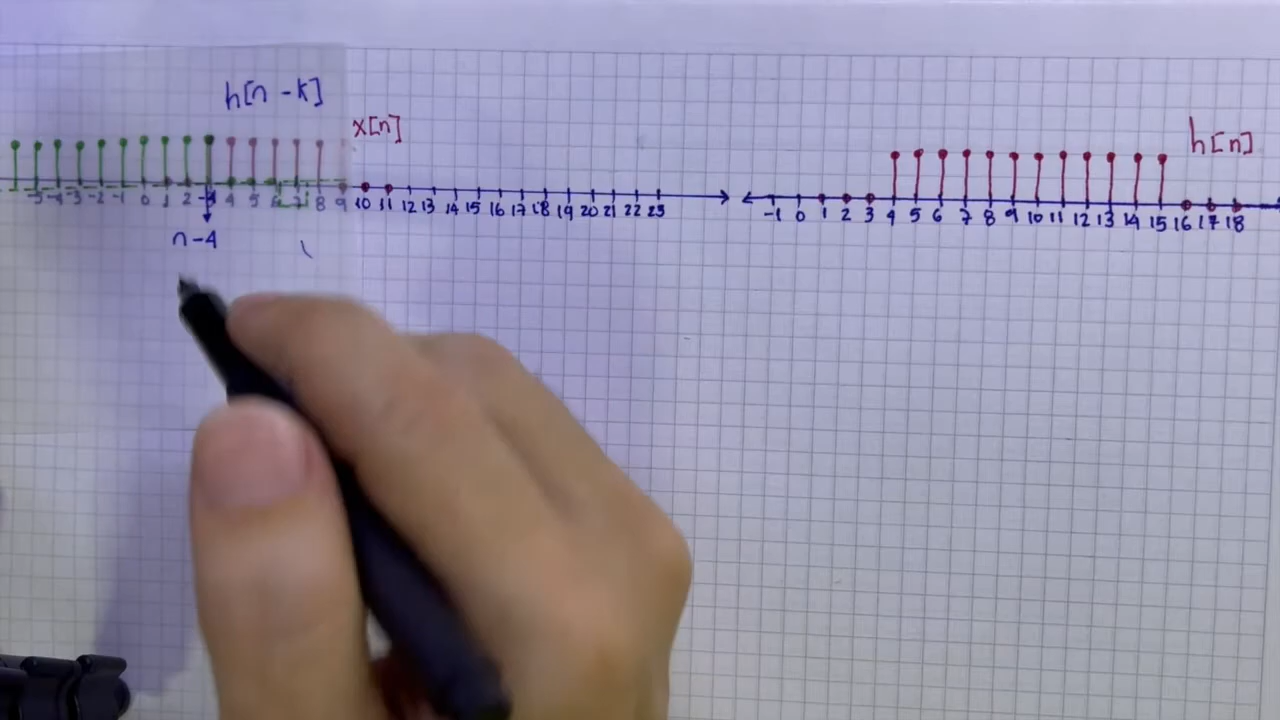 h[n - k]
x[n]
-5 -4 -3 -2 -1 0 1 2 4 5 6 7 8 9 10 11 12 13 14 15 16 17 18 19 20 21 22 23
n - 4
h[n]
-1 0 1 2 3 4 5 6 7 8 9 10 11 12 13 14 15 16 17 18